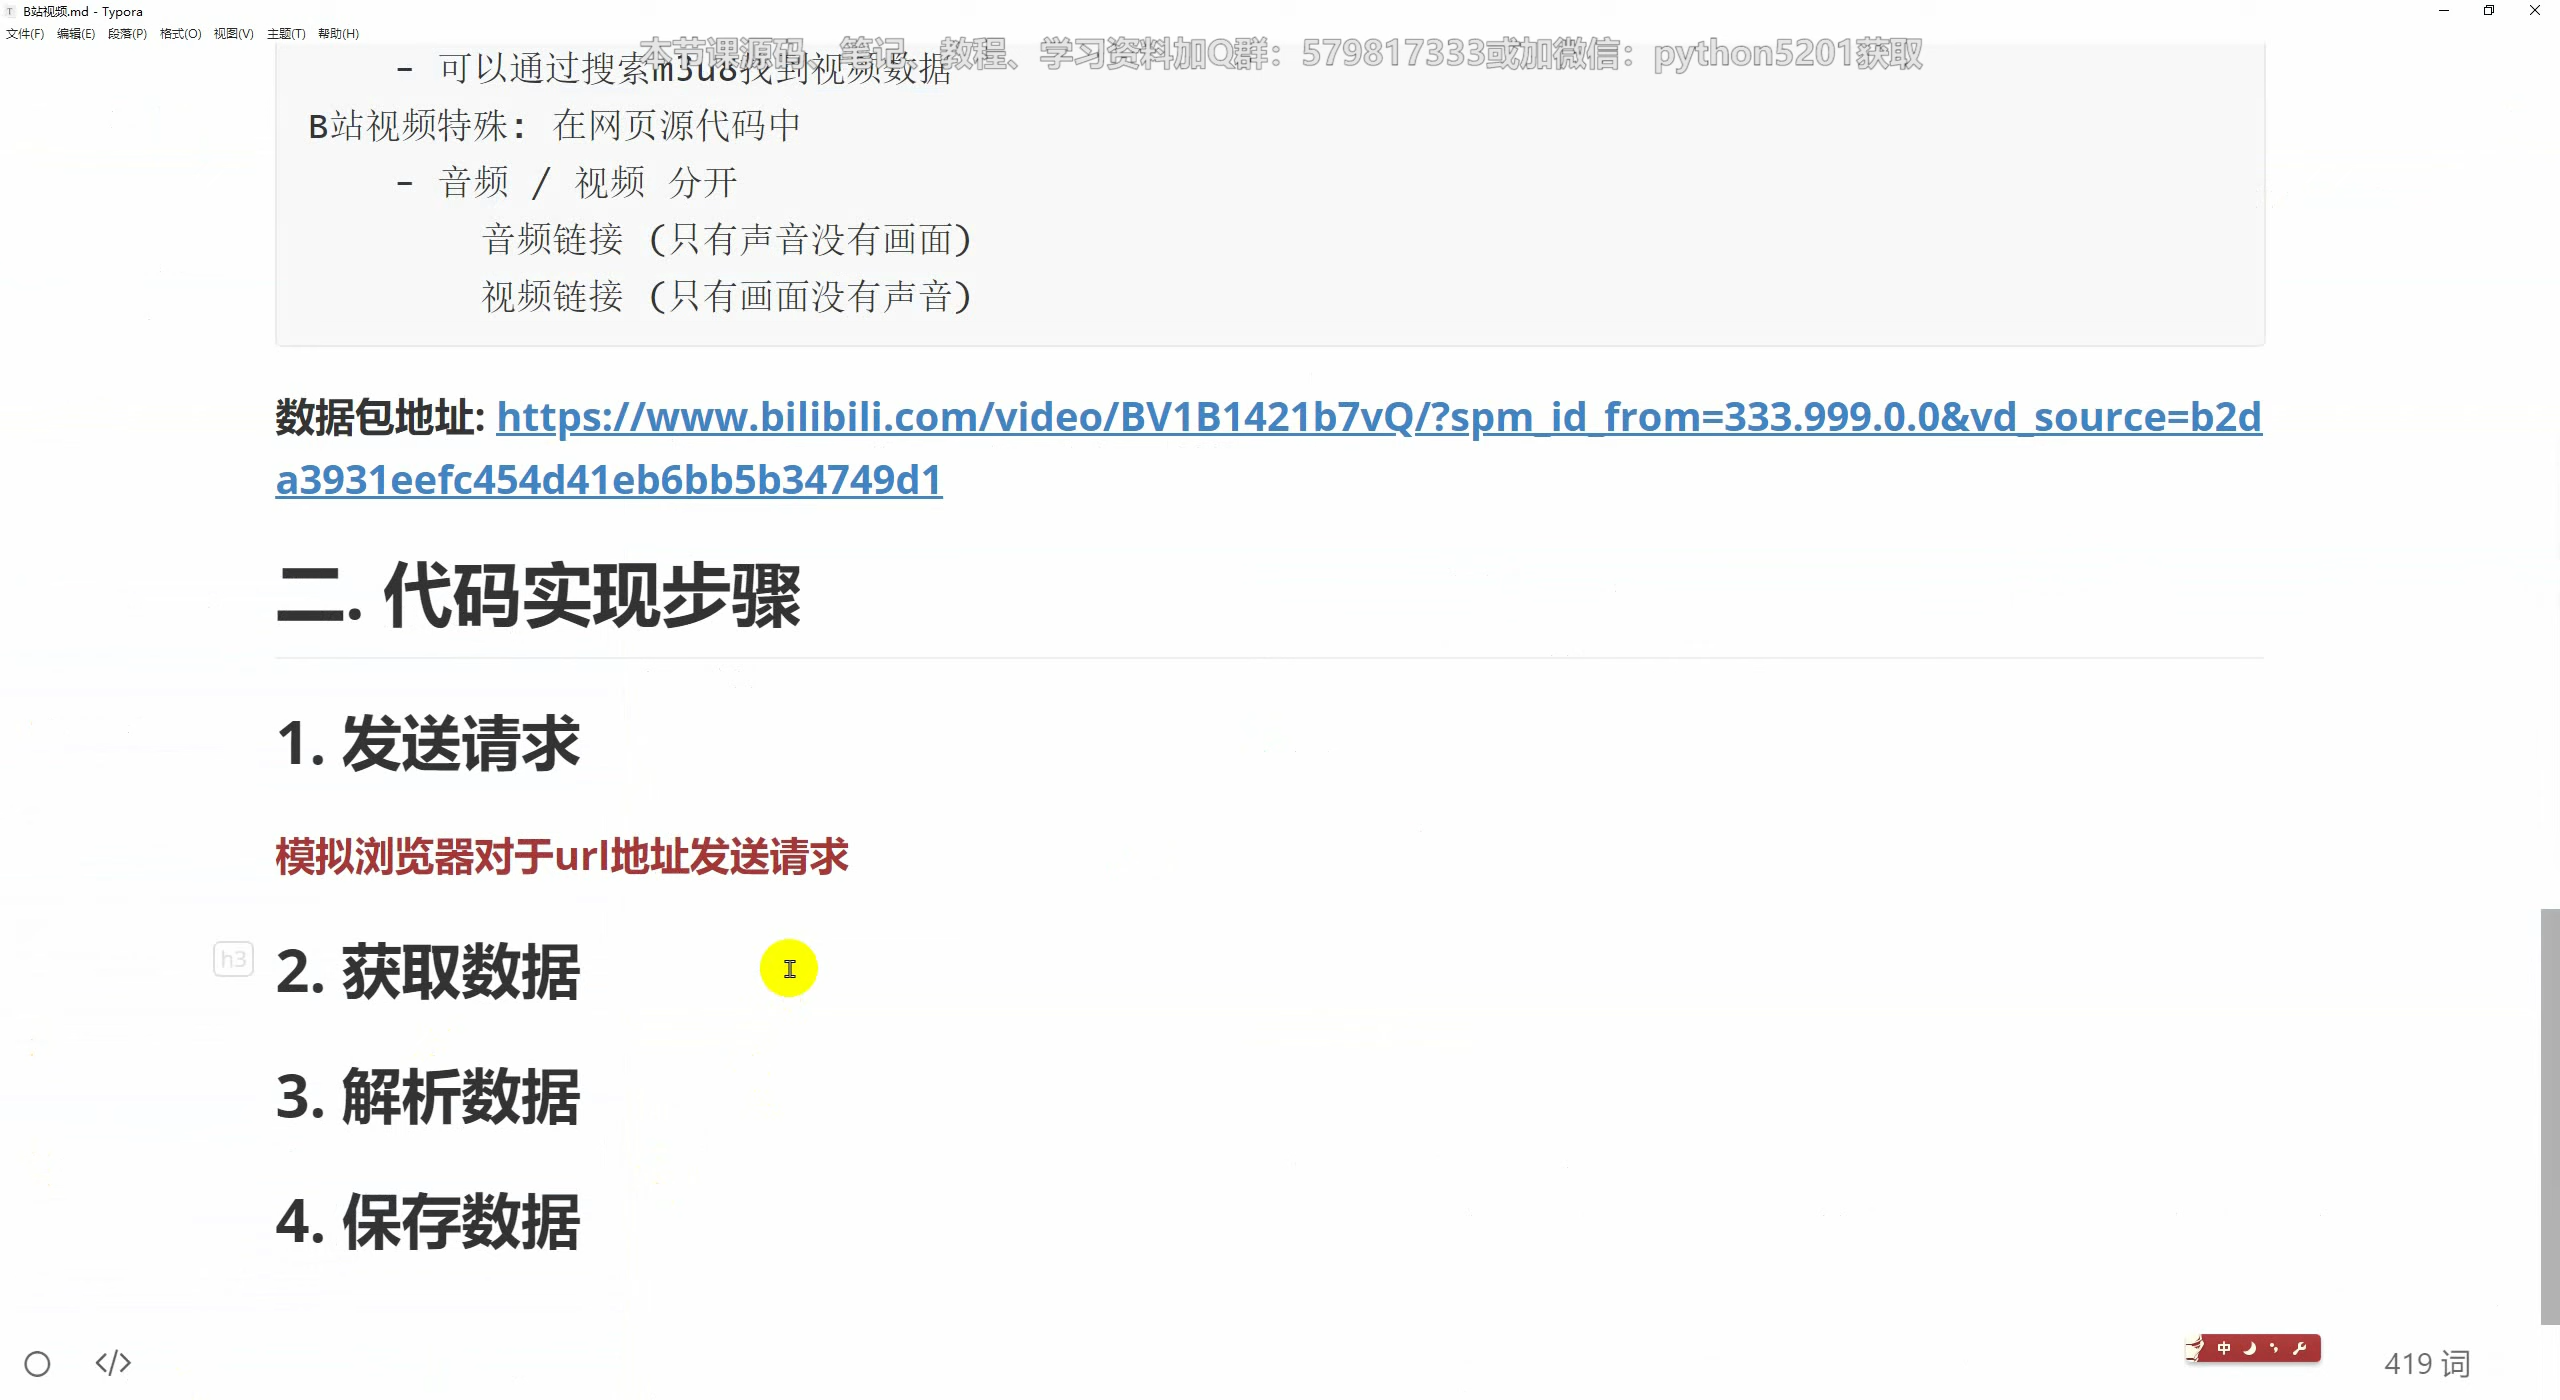 B站视频.md - Typora
文件(F) 编辑(E) 段落(P) 格式(O) 视图(V) 主题(T) 帮助(H)
本节课源码、笔记、教程、学习资料加Q群：579817333或加微信：python5201获取
- 可以通过搜索m3u8找到视频数据
B站视频特殊: 在网页源代码中
- 音频 / 视频 分开
音频链接 (只有声音没有画面)
视频链接 (只有画面没有声音)
数据包地址: https://www.bilibili.com/video/BV1B1421b7vQ/?spm_id_from=333.999.0.0&vd_source=b2d
a3931eefc454d41eb6bb5b34749d1
二. 代码实现步骤
1. 发送请求
模拟浏览器对于url地址发送请求
h3 2. 获取数据
3. 解析数据
4. 保存数据
</> 中 419 词